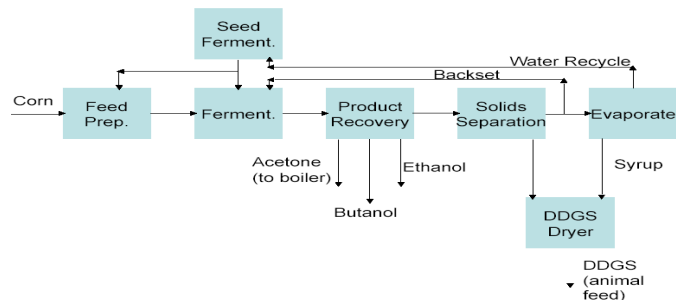 Seed
Ferment.
Water Recycle
Backset
Corn
Feed
Prep.
Ferment.
Product
Recovery
Solids
Separation
Evaporate
Acetone
(to boiler)
Ethanol
Butanol
Syrup
DDGS
Dryer
DDGS
(animal
feed)